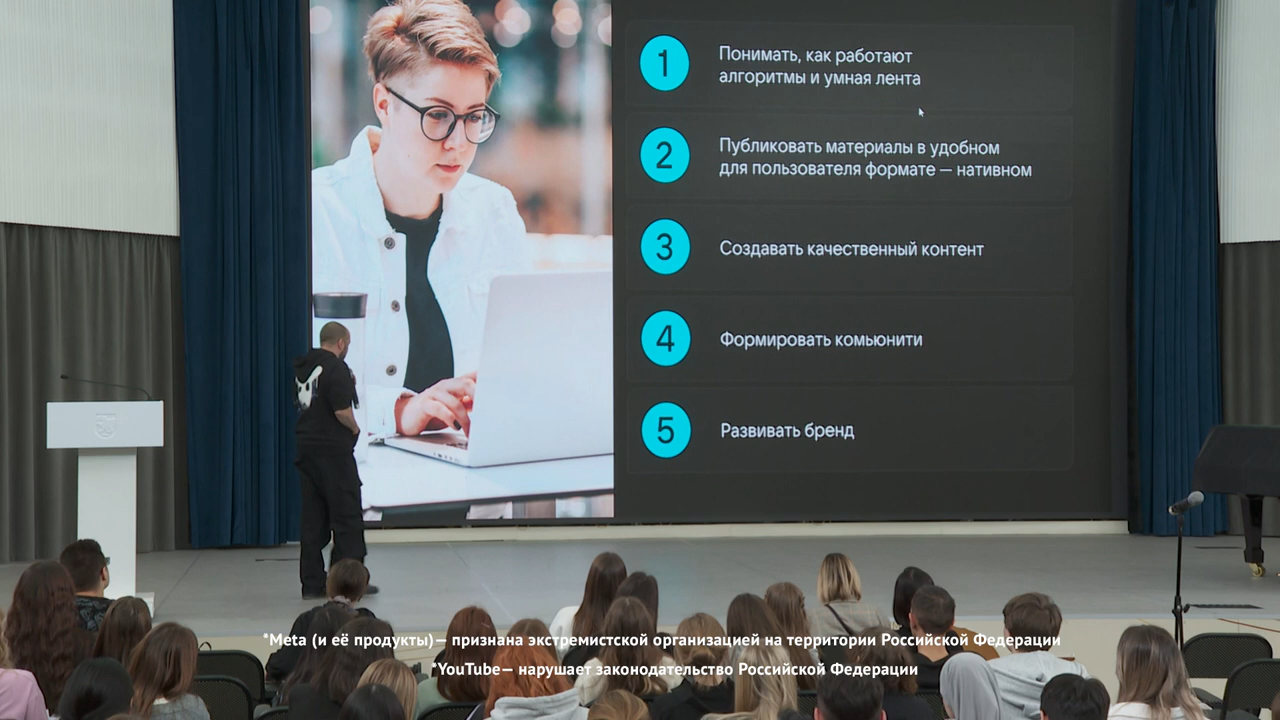 1
Понимать, как работают
алгоритмы и умная лента
2
Публиковать материалы в удобном
для пользователя формате — нативном
3
Создавать качественный контент
4
Формировать комьюнити
5
Развивать бренд
*Meta (и её продукты)— признана экстремистской организацией на территории Российской Федерации
*YouTube— нарушает законодательство Российской Федерации